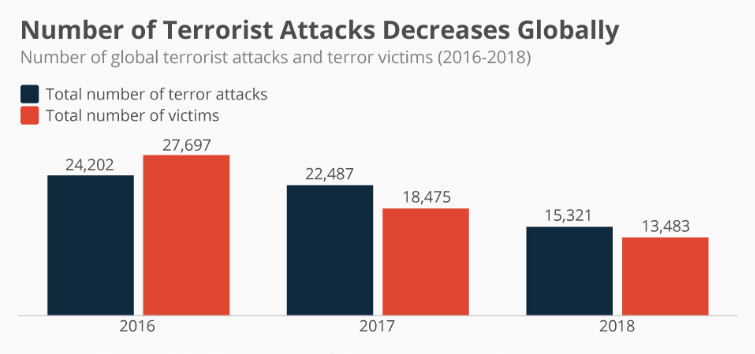 Number of Terrorist Attacks Decreases Globally
Number of global terrorist attacks and terror victims (2016-2018)
Total number of terror attacks
Total number of victims
24,202
27,697
22,487
18,475
15,321
13,483
2016
2017
2018